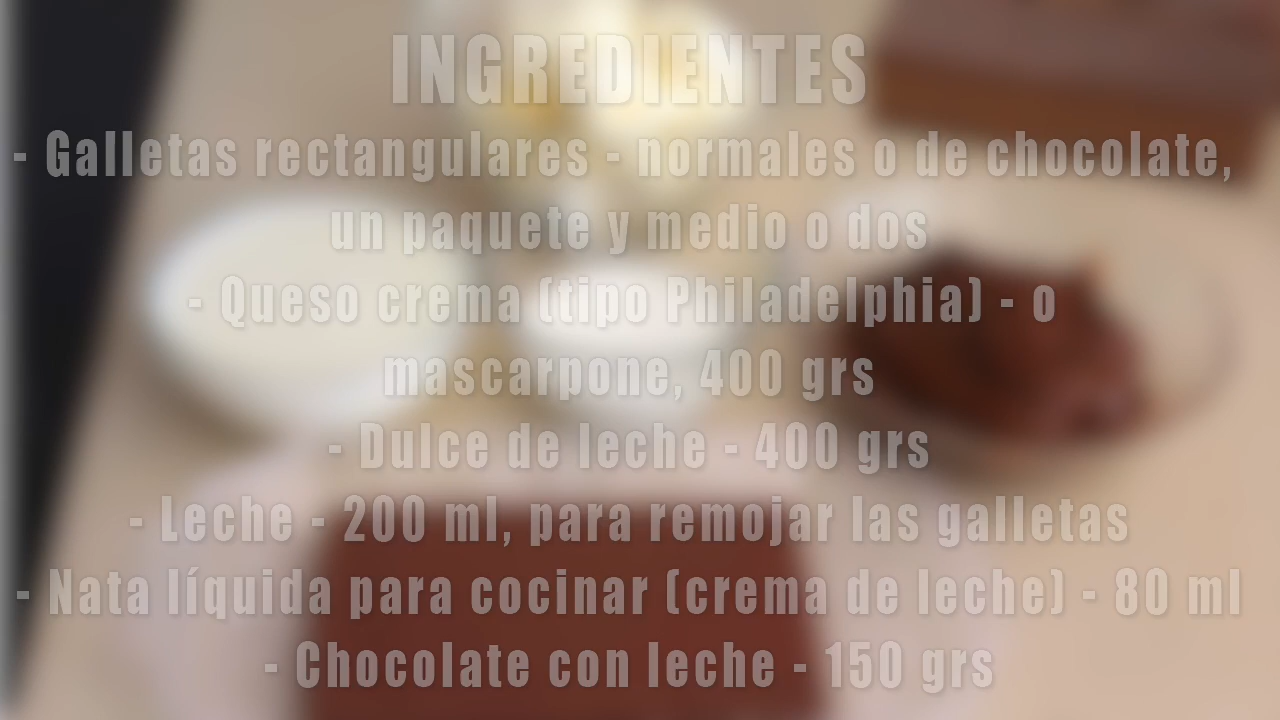 INGREDIENTES
- Galletas rectangulares - normales o de chocolate,
un paquete y medio o dos
- Queso crema (tipo Philadelphia) - o
mascarpone, 400 grs
- Dulce de leche - 400 grs
- Leche - 200 ml, para remojar las galletas
- Nata líquida para cocinar (crema de leche) - 80 ml
- Chocolate con leche - 150 grs